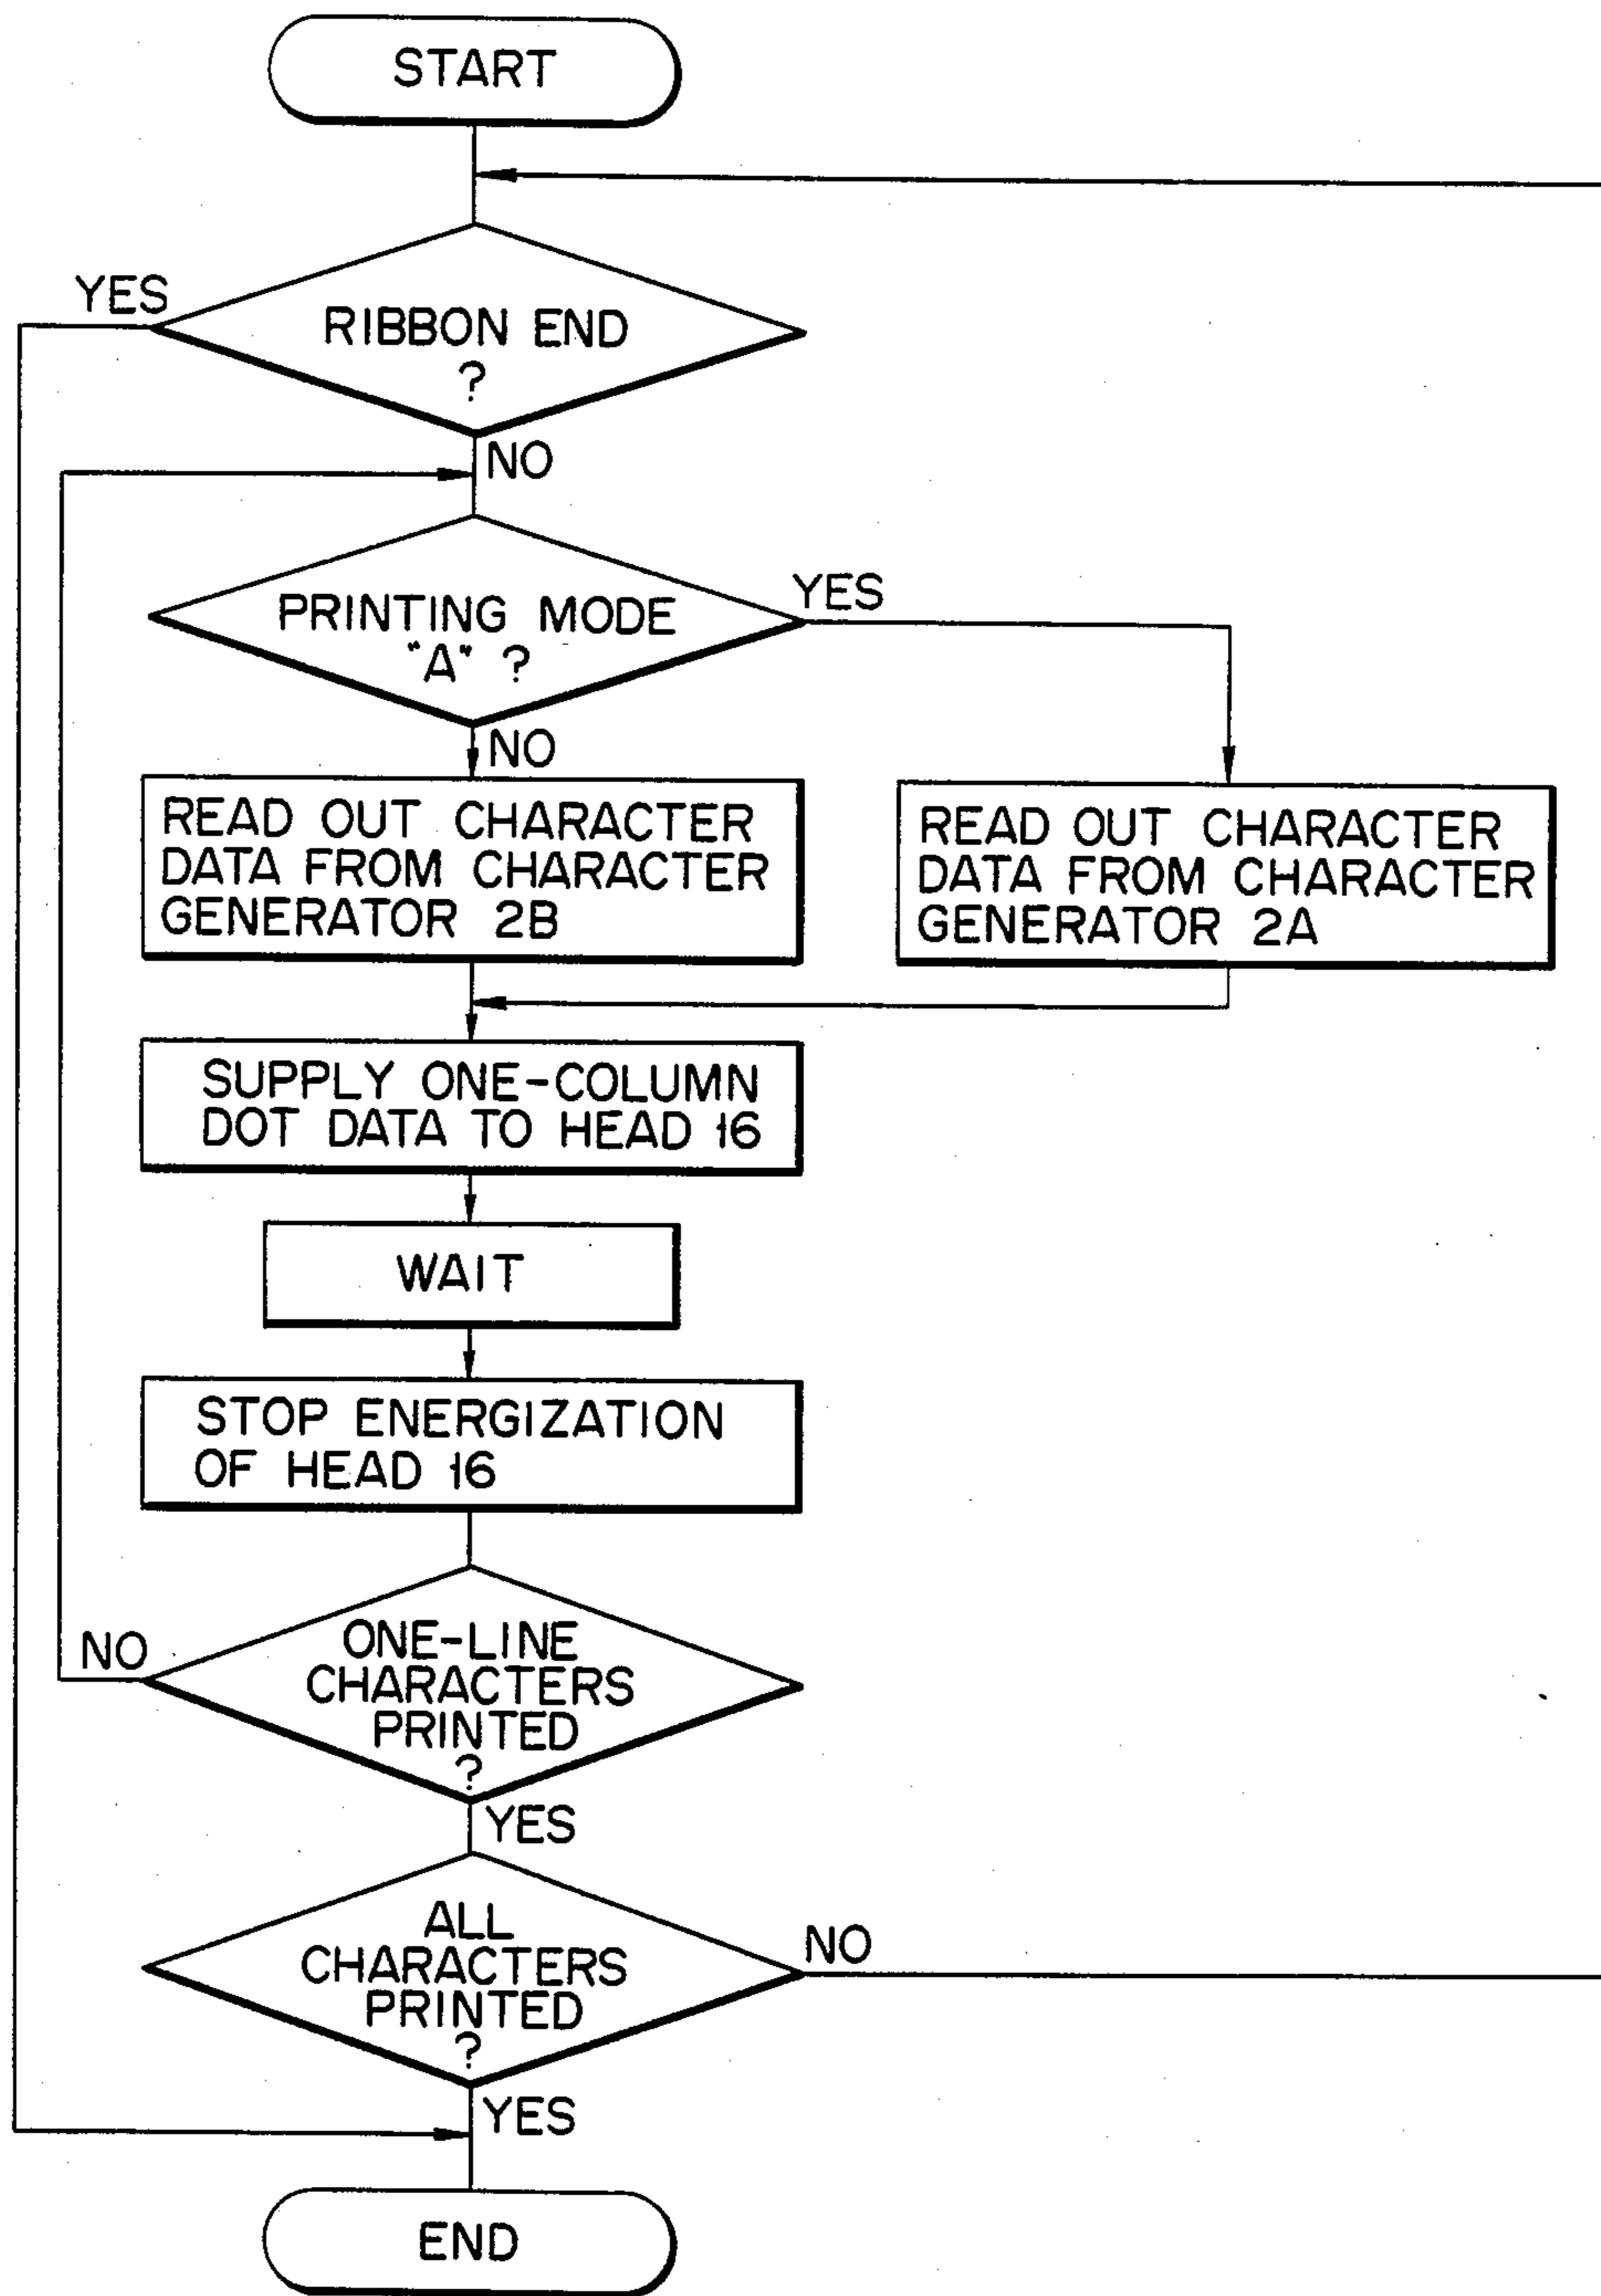 START
YES
RIBBON END
?
NO
PRINTING MODE
"A" ?
YES
NO
READ OUT CHARACTER
DATA FROM CHARACTER
GENERATOR 2B
READ OUT CHARACTER
DATA FROM CHARACTER
GENERATOR 2A
SUPPLY ONE-COLUMN
DOT DATA TO HEAD 16
WAIT
STOP ENERGIZATION
OF HEAD 16
NO
ONE-LINE
CHARACTERS
PRINTED
?
YES
ALL
CHARACTERS
PRINTED
?
NO
YES
END